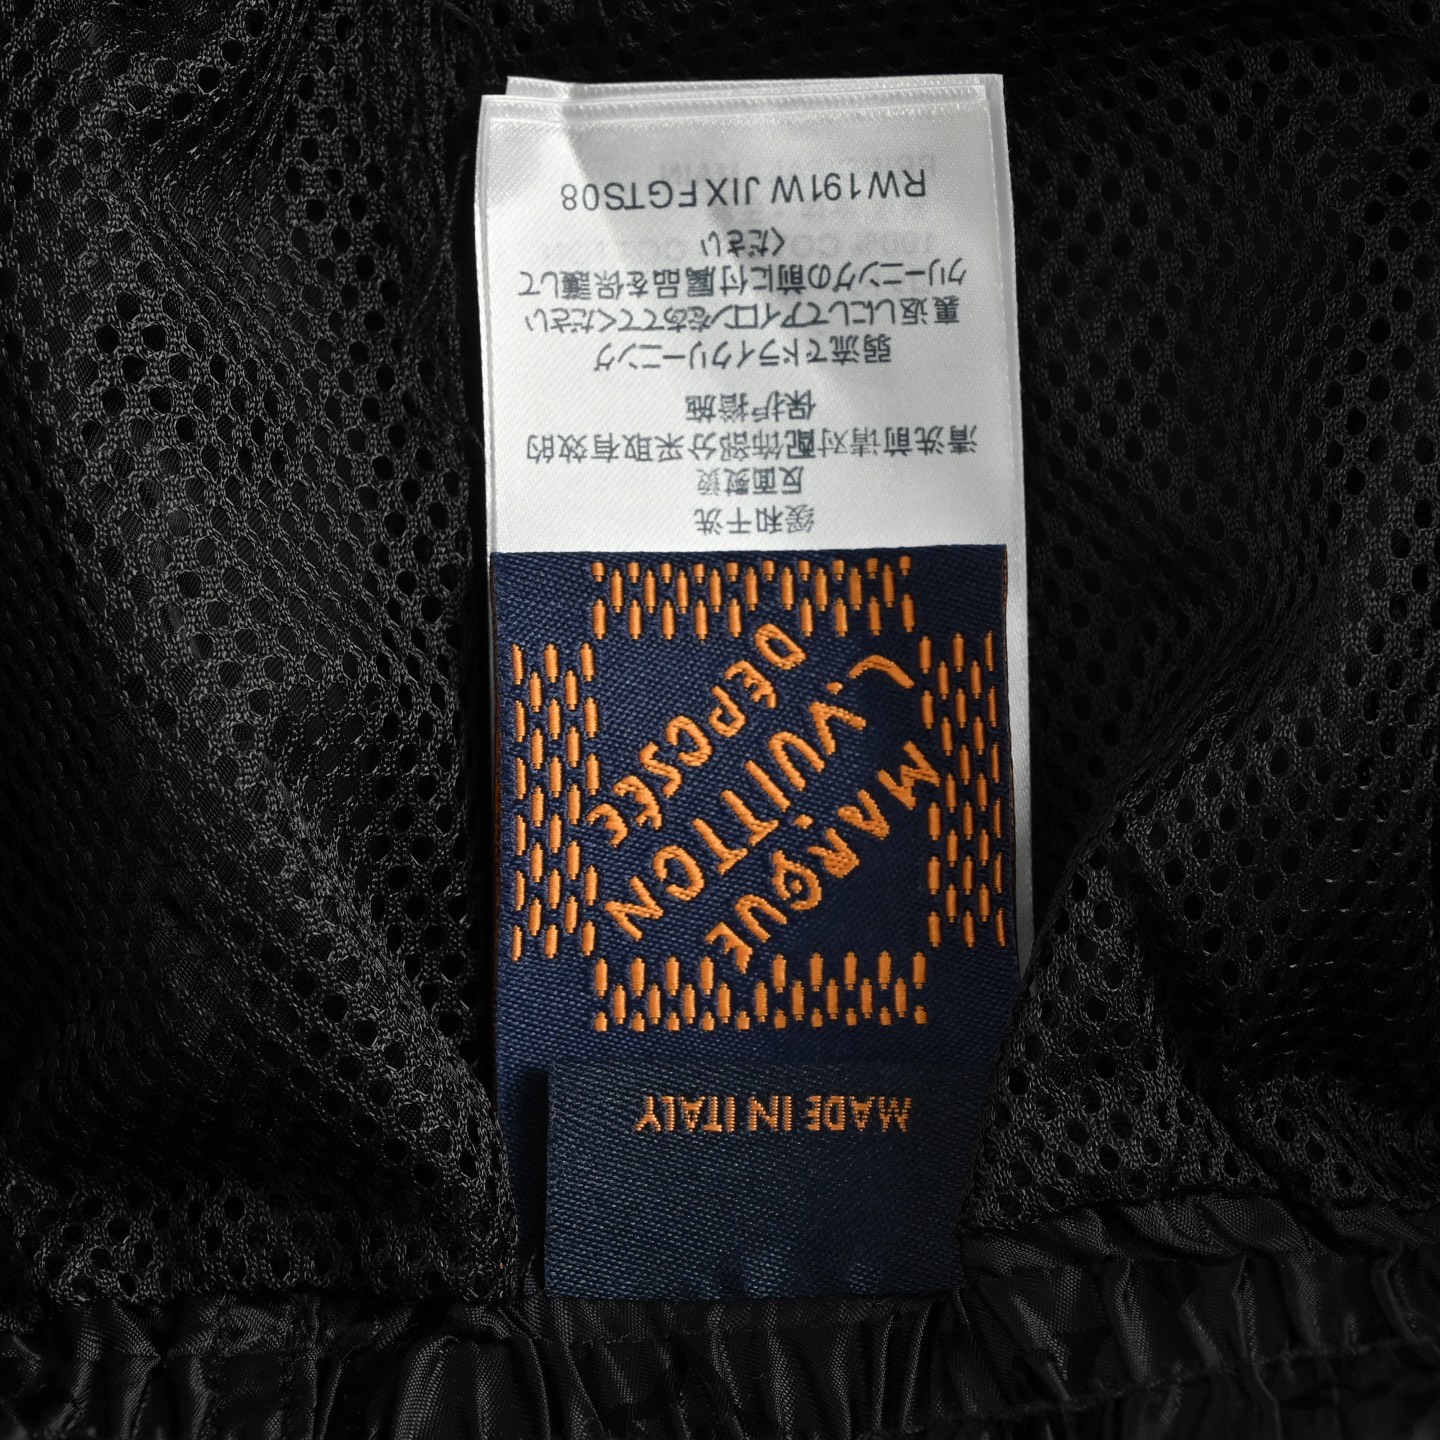 MADE IN ITALY
MARQUE
L.VUITTON
DÉPOSÉE
缓和干洗
反面熨烫
清洗前请对配饰部分采取有效的
保护措施
弱流でドライクリーニング
裏返しにしてアイロンをあててください
クリーニングの前に付属品を保護して
ください
RW191W JIX FGTS08